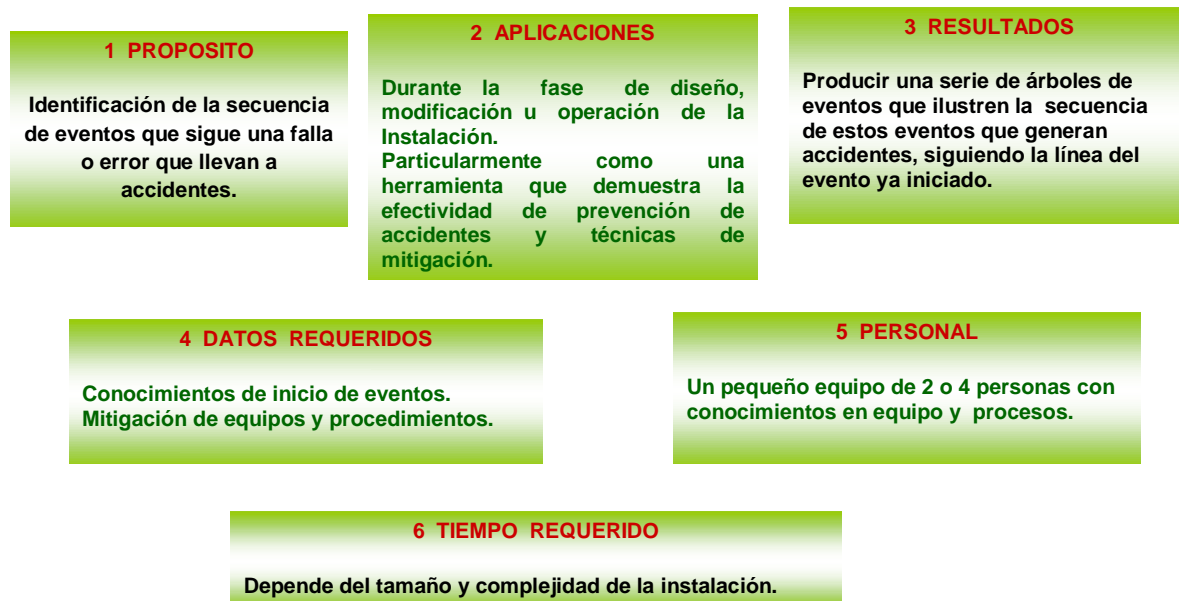 1 PROPOSITO
Identificación de la secuencia
de eventos que sigue una falla
o error que llevan a
accidentes.
2 APLICACIONES
Durante la fase de diseño,
modificación u operación de la
Instalación.
Particularmente como una
herramienta que demuestra la
efectividad de prevención de
accidentes y técnicas de
mitigación.
3 RESULTADOS
Producir una serie de árboles de
eventos que ilustren la secuencia
de estos eventos que generan
accidentes, siguiendo la línea del
evento ya iniciado.
4 DATOS REQUERIDOS
Conocimientos de inicio de eventos.
Mitigación de equipos y procedimientos.
5 PERSONAL
Un pequeño equipo de 2 o 4 personas con
conocimientos en equipo y procesos.
6 TIEMPO REQUERIDO
Depende del tamaño y complejidad de la instalación.